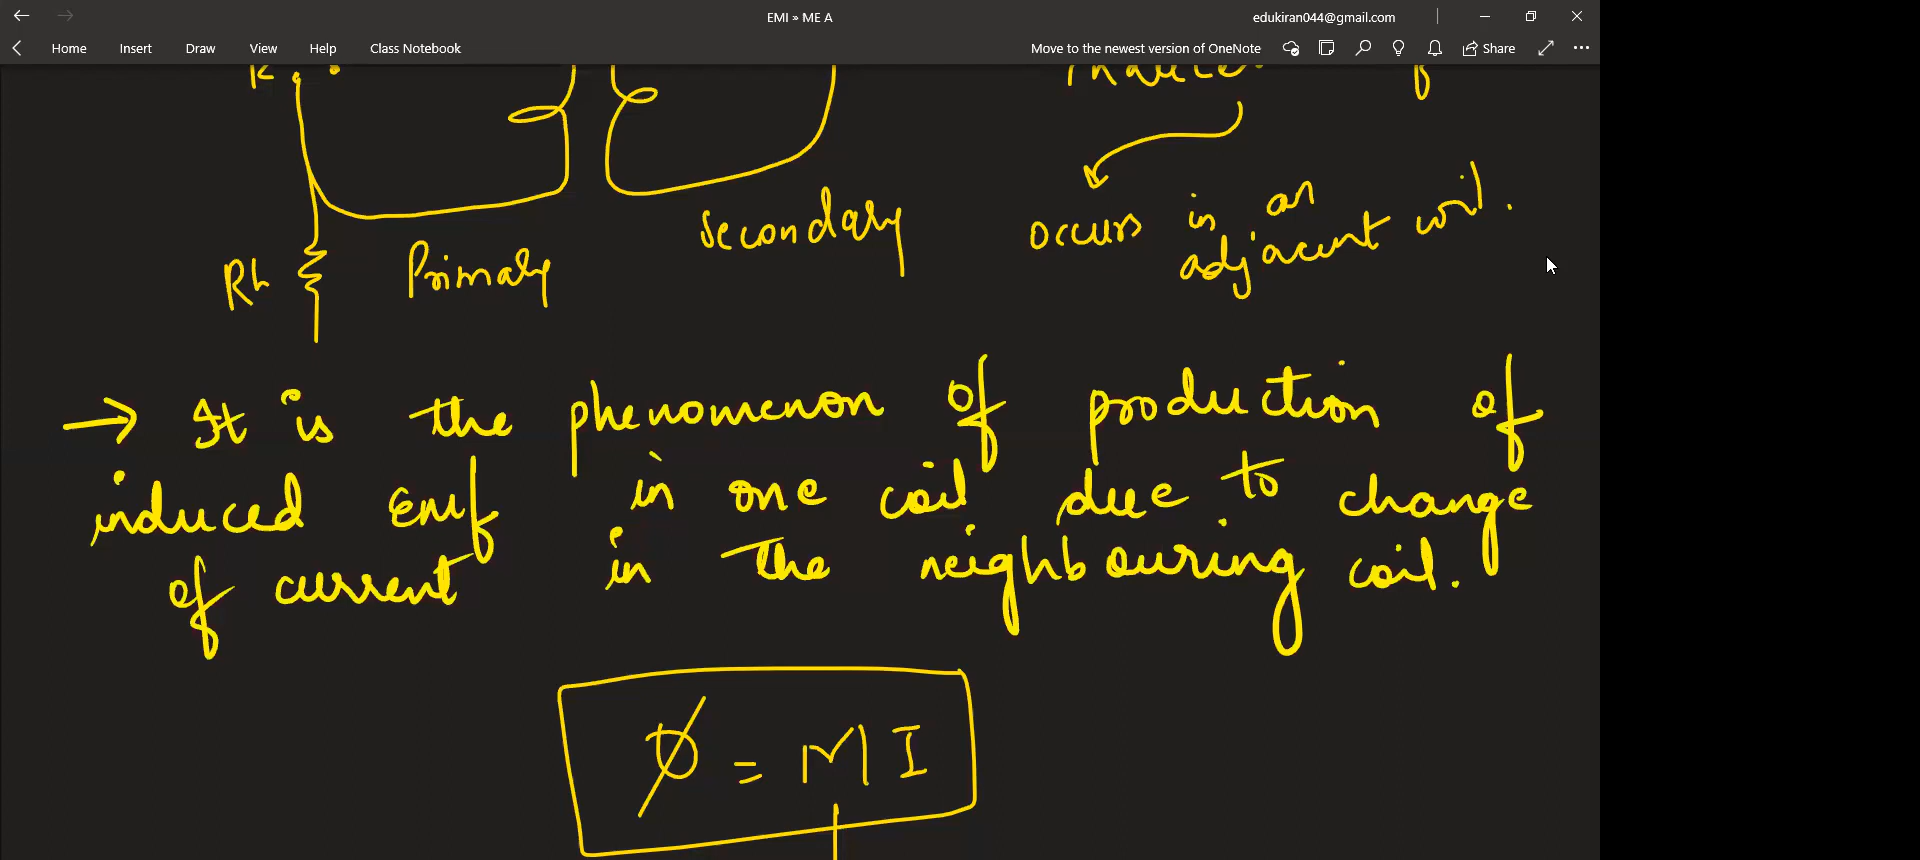 EMI » ME A
edukiran044@gmail.com
Home Insert Draw View Help Class Notebook
Move to the newest version of OneNote Share
K
Rh
Primary
Secondary
occurs in an
adjacent coil.
→ It is the phenomenon of production of
induced emf in one coil due to change
of current in the neighbouring coil.
Ø = M I